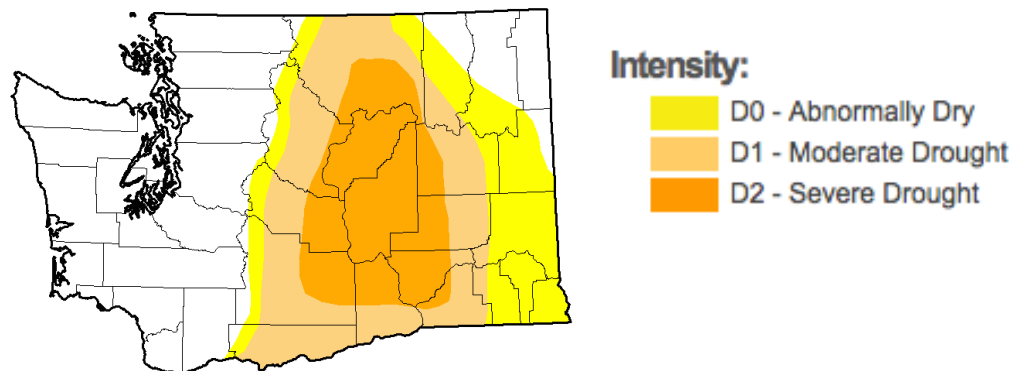 Intensity:
D0 - Abnormally Dry
D1 - Moderate Drought
D2 - Severe Drought